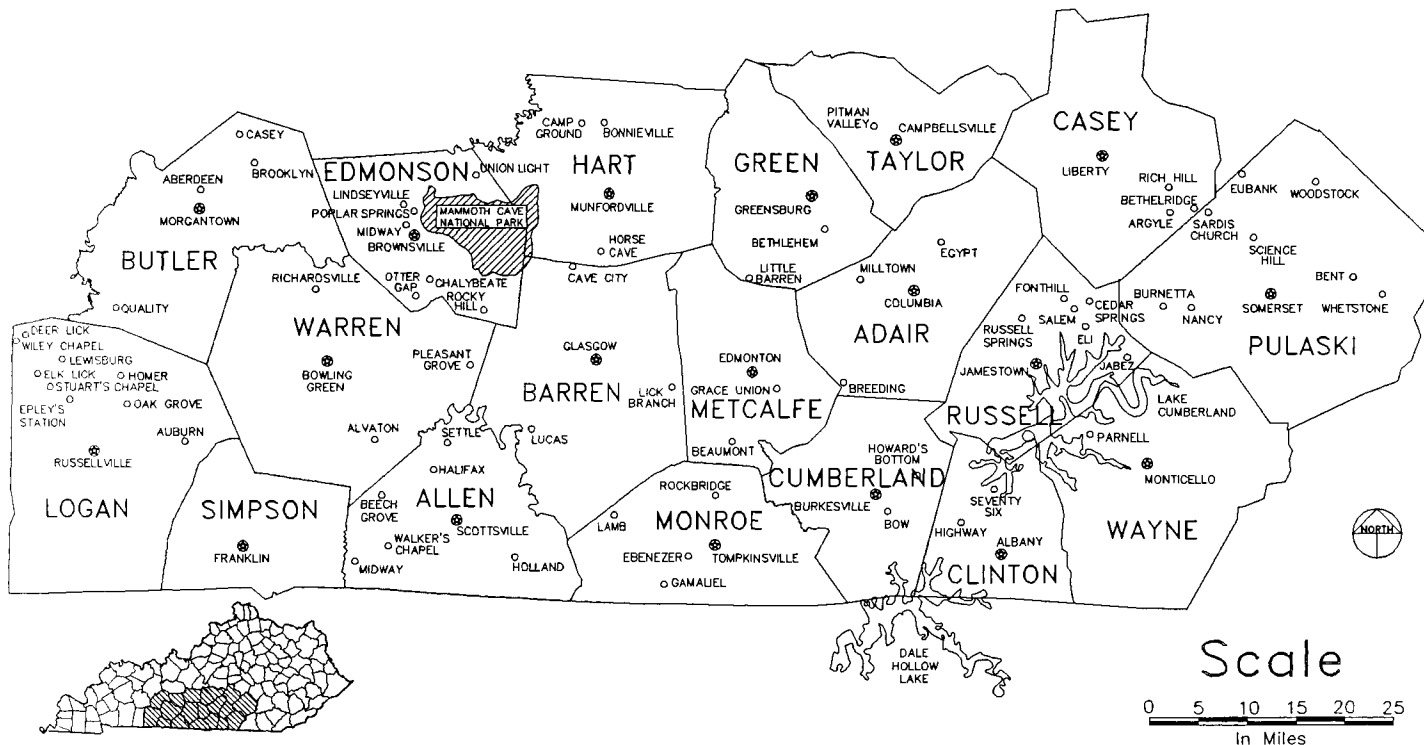 CASEY
BROOKLYN
ABERDEEN
MORGANTOWN
BUTLER
QUALITY
EDMONSON
UNION LIGHT
LINDSEYVILLE
POPLAR SPRINGS
MAMMOTH CAVE
NATIONAL PARK
MIDWAY
BROWNSVILLE
OTTER
GAP
CHALYBEATE
ROCKY
HILL
CAMP
GROUND
BONNIEVILLE
HART
MUNFORDVILLE
HORSE
CAVE
CAVE CITY
GREEN
GREENSBURG
BETHLEHEM
LITTLE
BARREN
PITMAN
VALLEY
CAMPBELLSVILLE
TAYLOR
CASEY
LIBERTY
RICH HILL
BETHELRIDGE
ARGYLE
SARDIS
CHURCH
EUBANK
WOODSTOCK
SCIENCE
HILL
BENT
BURNETTA
NANCY
SOMERSET
WHETSTONE
PULASKI
EGYPT
MILLTOWN
COLUMBIA
ADAIR
BREEDING
FONTHILL
CEDAR
SPRINGS
SALEM
RUSSELL
SPRINGS
ELI
JAMESTOWN
JABEZ
RUSSELL
LAKE
CUMBERLAND
PARNELL
MONTICELLO
WAYNE
RICHARDSVILLE
WARREN
BOWLING
GREEN
PLEASANT
GROVE
ALVATON
GLASGOW
BARREN
LICK
BRANCH
LUCAS
EDMONTON
GRACE UNION
METCALFE
BEAUMONT
DEER LICK
WILEY CHAPEL
LEWISBURG
ELK LICK
HOMER
STUART'S CHAPEL
EPLEY'S
STATION
OAK GROVE
AUBURN
RUSSELLVILLE
LOGAN
SIMPSON
FRANKLIN
SETTLE
HALIFAX
BEECH
GROVE
ALLEN
SCOTTSVILLE
WALKER'S
CHAPEL
MIDWAY
HOLLAND
ROCKBRIDGE
LAMB
MONROE
EBENEZER
TOMPKINSVILLE
GAMALIEL
HOWARD'S
BOTTOM
CUMBERLAND
BURKESVILLE
BOW
SEVENTY
SIX
HIGHWAY
ALBANY
CLINTON
DALE
HOLLOW
LAKE
NORTH
Scale
0 5 10 15 20 25
In Miles